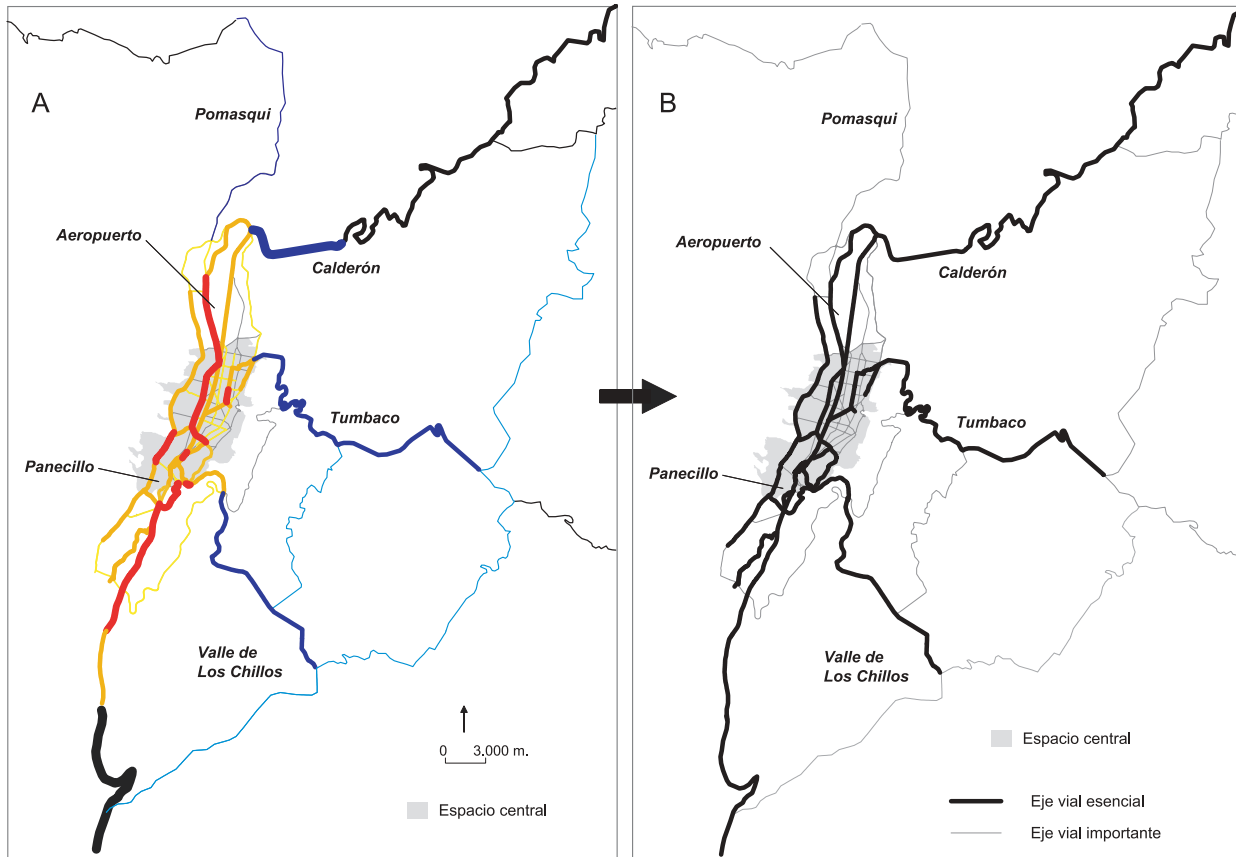 A
Pomasqui
Aeropuerto
Calderón
Tumbaco
Panecillo
Valle de
Los Chillos
0 3.000 m.
Espacio central
B
Pomasqui
Aeropuerto
Calderón
Tumbaco
Panecillo
Valle de
Los Chillos
Espacio central
Eje vial esencial
Eje vial importante